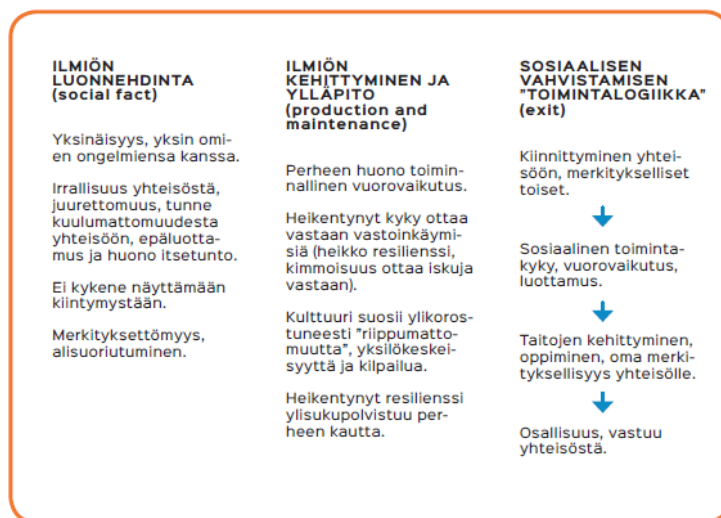 ILMIÖN
LUONNEHDINTA
(social fact)
Yksinäisyys, yksin omi-
en ongelmiensa kanssa.
Irrallisuus yhteisöstä,
juurettomuus, tunne
kuulumattomuudesta
yhteisöön, epäluotta-
mus ja huono itsetunto.
Ei kykene näyttämään
kiintymystään.
Merkityksettömyys,
alisuoriutuminen.
ILMIÖN
KEHITTYMINEN JA
YLLÄPITO
(production and
maintenance)
Perheen huono toimin-
nallinen vuorovaikutus.
Heikentynyt kyky ottaa
vastaan vastoinkäymi-
siä (heikko resilienssi,
kimmoisuus ottaa iskuja
vastaan).
Kulttuuri suosii ylikoros-
tuneesti "riippumatto-
muutta", yksilökeskei-
syyttä ja kilpailua.
Heikentynyt resilienssi
ylisukupolvistuu per-
heen kautta.
SOSIAALISEN
VAHVISTAMISEN
"TOIMINTALOGIIKKA"
(exit)
Kiinnittyminen yhtei-
söön, merkitykselliset
toiset.
Sosiaalinen toiminta-
kyky, vuorovaikutus,
luottamus.
Taitojen kehittyminen,
oppiminen, oma merki-
tyksellisyys yhteisölle.
Osallisuus, vastuu
yhteisöstä.